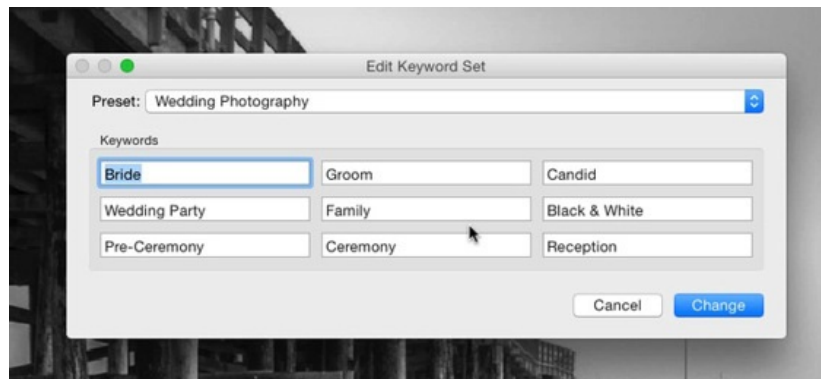 Edit Keyword Set
Preset: Wedding Photography
Keywords
Bride Groom Candid
Wedding Party Family Black & White
Pre-Ceremony Ceremony Reception
Cancel Change